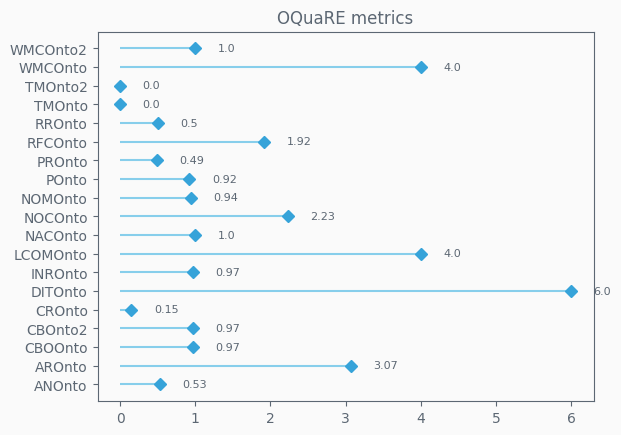 OQuaRE metrics
WMCOnto2 1.0
WMCOnto 4.0
TMOnto2 0.0
TMOnto 0.0
RROnto 0.5
RFCOnto 1.92
PROnto 0.49
POnto 0.92
NOMOnto 0.94
NOCOnto 2.23
NACOnto 1.0
LCOMOnto 4.0
INROnto 0.97
DITOnto 6.0
CROnto 0.15
CBOnto2 0.97
CBOOnto 0.97
AROnto 3.07
ANOnto 0.53
0 1 2 3 4 5 6